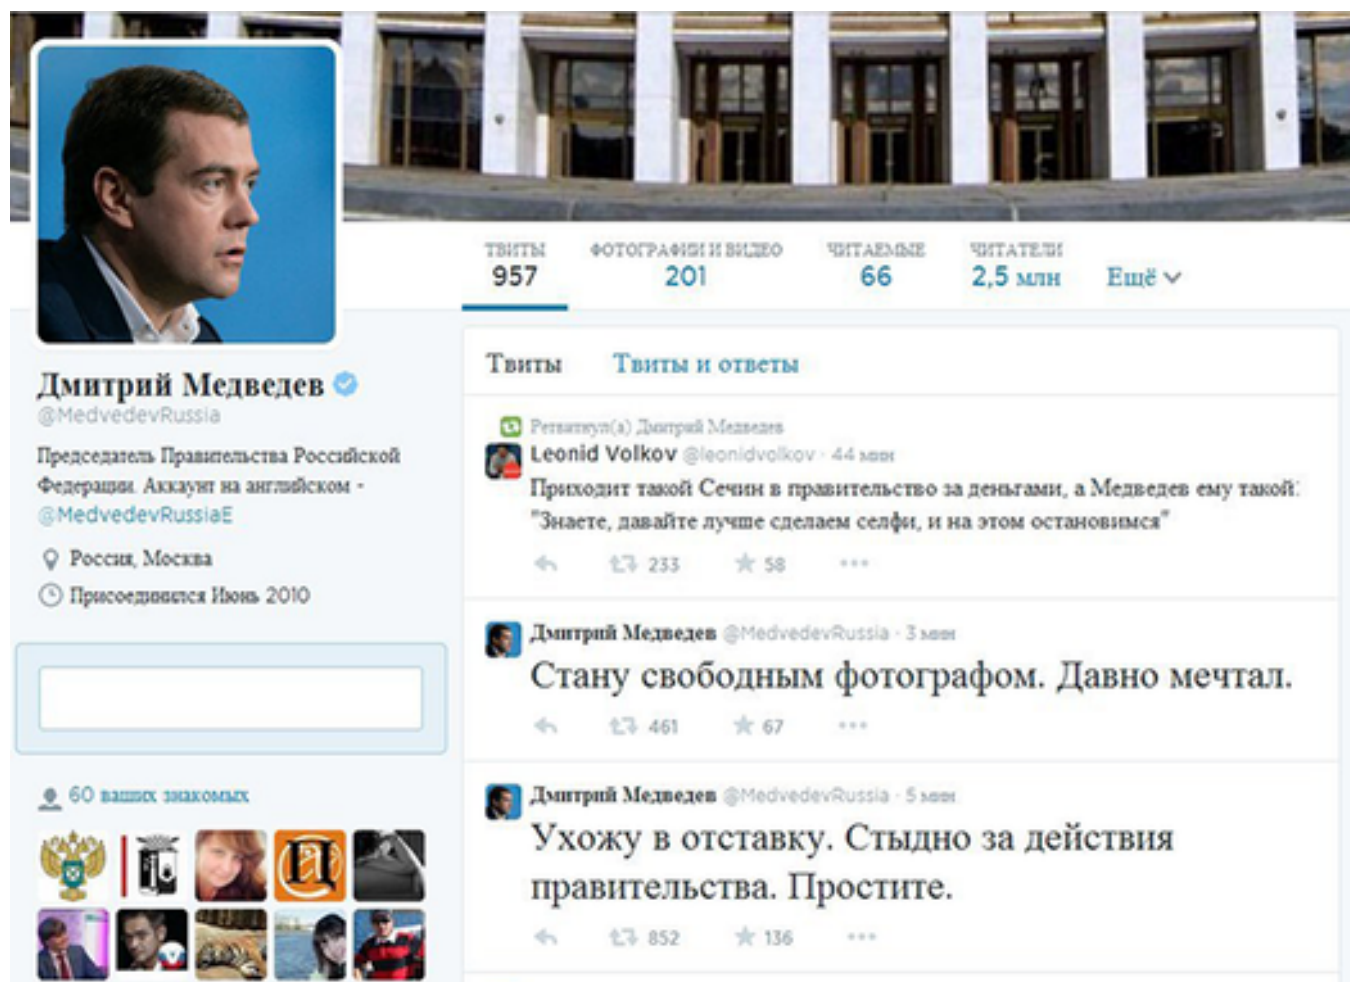 ТВИТЫ ФОТОГРАФИИ И ВИДЕО ЧИТАЕМЫЕ ЧИТАТЕЛИ
957 201 66 2,5 млн Ещё
Дмитрий Медведев
@MedvedevRussia
Председатель Правительства Российской
Федерации. Аккаунт на английском -
@MedvedevRussiaE
Россия, Москва
Присоединился Июнь 2010
60 ваших знакомых
Твиты Твиты и ответы
Ретвитнул(а) Дмитрий Медведев
Leonid Volkov @leonidvolkov · 44 мин
Приходит такой Сечин в правительство за деньгами, а Медведев ему такой:
"Знаете, давайте лучше сделаем селфи, и на этом остановимся"
233 58
Дмитрий Медведев @MedvedevRussia · 3 мин
Стану свободным фотографом. Давно мечтал.
461 67
Дмитрий Медведев @MedvedevRussia · 5 мин
Ухожу в отставку. Стыдно за действия
правительства. Простите.
852 136